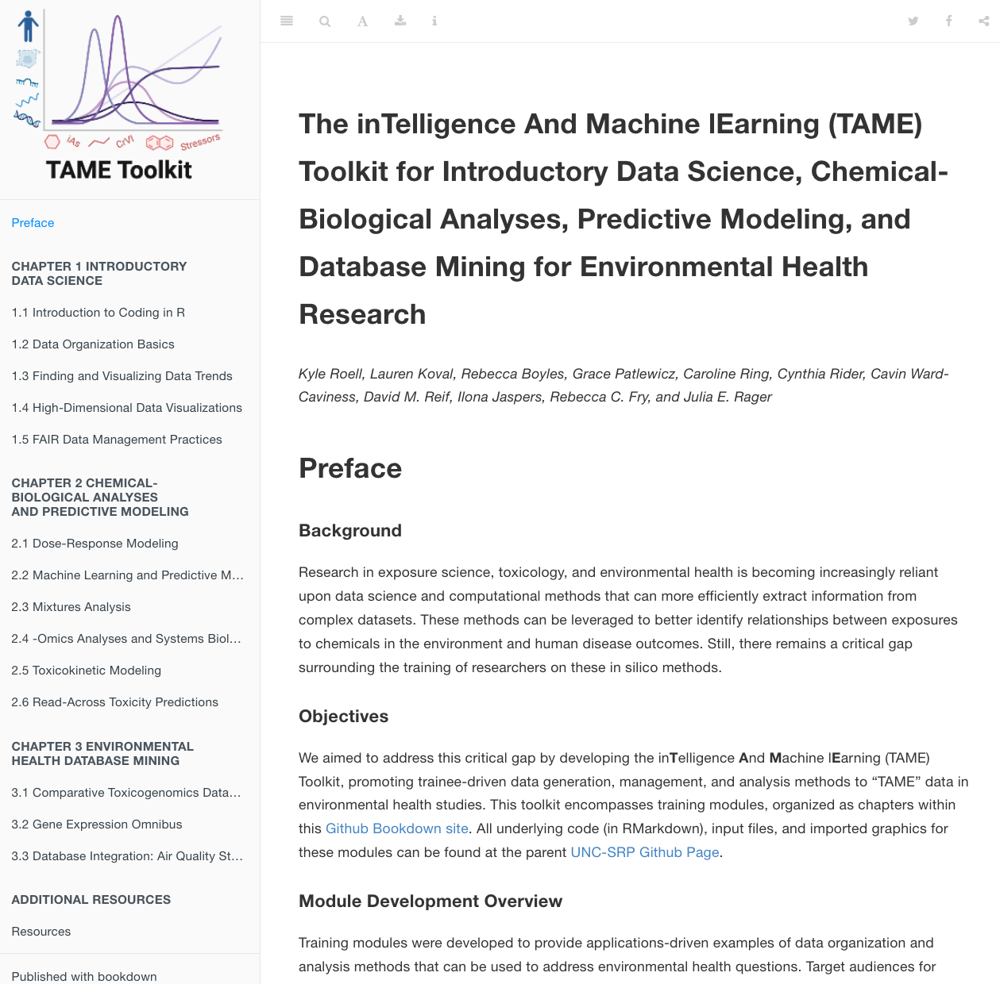 iAs
CrVI
Stressors
TAME Toolkit
Preface
CHAPTER 1 INTRODUCTORY
DATA SCIENCE
1.1 Introduction to Coding in R
1.2 Data Organization Basics
1.3 Finding and Visualizing Data Trends
1.4 High-Dimensional Data Visualizations
1.5 FAIR Data Management Practices
CHAPTER 2 CHEMICAL-
BIOLOGICAL ANALYSES
AND PREDICTIVE MODELING
2.1 Dose-Response Modeling
2.2 Machine Learning and Predictive M…
2.3 Mixtures Analysis
2.4 -Omics Analyses and Systems Biol…
2.5 Toxicokinetic Modeling
2.6 Read-Across Toxicity Predictions
CHAPTER 3 ENVIRONMENTAL
HEALTH DATABASE MINING
3.1 Comparative Toxicogenomics Data…
3.2 Gene Expression Omnibus
3.3 Database Integration: Air Quality St…
ADDITIONAL RESOURCES
Resources
Published with bookdown
The inTelligence And Machine lEarning (TAME)
Toolkit for Introductory Data Science, Chemical-
Biological Analyses, Predictive Modeling, and
Database Mining for Environmental Health
Research
Kyle Roell, Lauren Koval, Rebecca Boyles, Grace Patlewicz, Caroline Ring, Cynthia Rider, Cavin Ward-
Caviness, David M. Reif, Ilona Jaspers, Rebecca C. Fry, and Julia E. Rager
Preface
Background
Research in exposure science, toxicology, and environmental health is becoming increasingly reliant
upon data science and computational methods that can more efficiently extract information from
complex datasets. These methods can be leveraged to better identify relationships between exposures
to chemicals in the environment and human disease outcomes. Still, there remains a critical gap
surrounding the training of researchers on these in silico methods.
Objectives
We aimed to address this critical gap by developing the inTelligence And Machine lEarning (TAME)
Toolkit, promoting trainee-driven data generation, management, and analysis methods to “TAME” data in
environmental health studies. This toolkit encompasses training modules, organized as chapters within
this Github Bookdown site. All underlying code (in RMarkdown), input files, and imported graphics for
these modules can be found at the parent UNC-SRP Github Page.
Module Development Overview
Training modules were developed to provide applications-driven examples of data organization and
analysis methods that can be used to address environmental health questions. Target audiences for